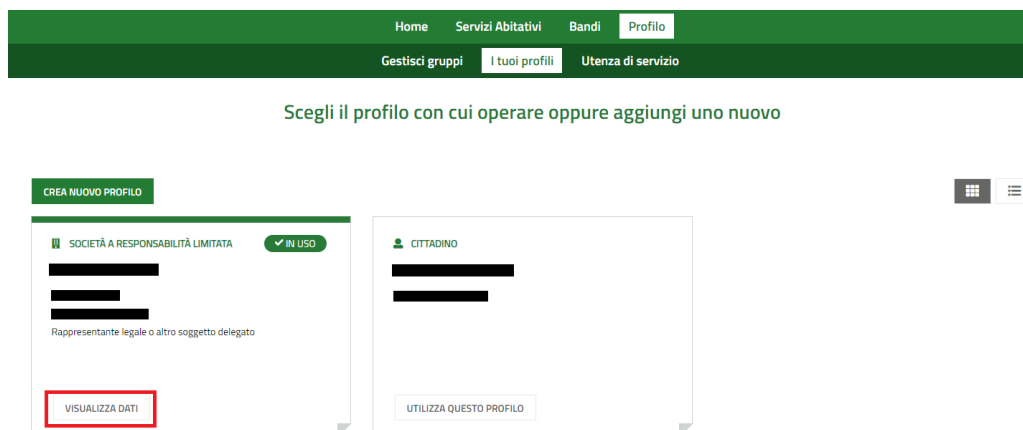 Home Servizi Abitativi Bandi Profilo
Gestisci gruppi I tuoi profili Utenza di servizio
Scegli il profilo con cui operare oppure aggiungi uno nuovo
CREA NUOVO PROFILO
SOCIETÀ A RESPONSABILITÀ LIMITATA IN USO
Rappresentante legale o altro soggetto delegato
VISUALIZZA DATI
CITTADINO
UTILIZZA QUESTO PROFILO